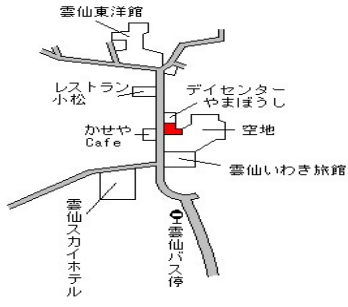 雲仙東洋館
レストラン
小松
デイセンター
やまぼうし
かせや
Cafe
空地
雲仙いわき旅館
雲仙スカイホテル
雲仙バス停